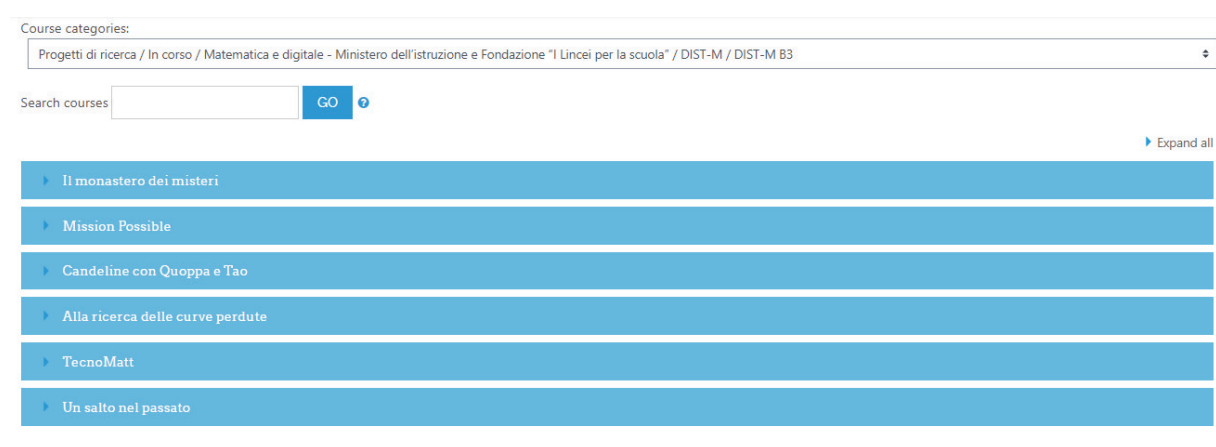 Course categories:
Progetti di ricerca / In corso / Matematica e digitale - Ministero dell'istruzione e Fondazione "I Lincei per la scuola" / DIST-M / DIST-M B3
Search courses GO
Expand all
Il monastero dei misteri
Mission Possible
Candeline con Quoppa e Tao
Alla ricerca delle curve perdute
TecnoMatt
Un salto nel passato